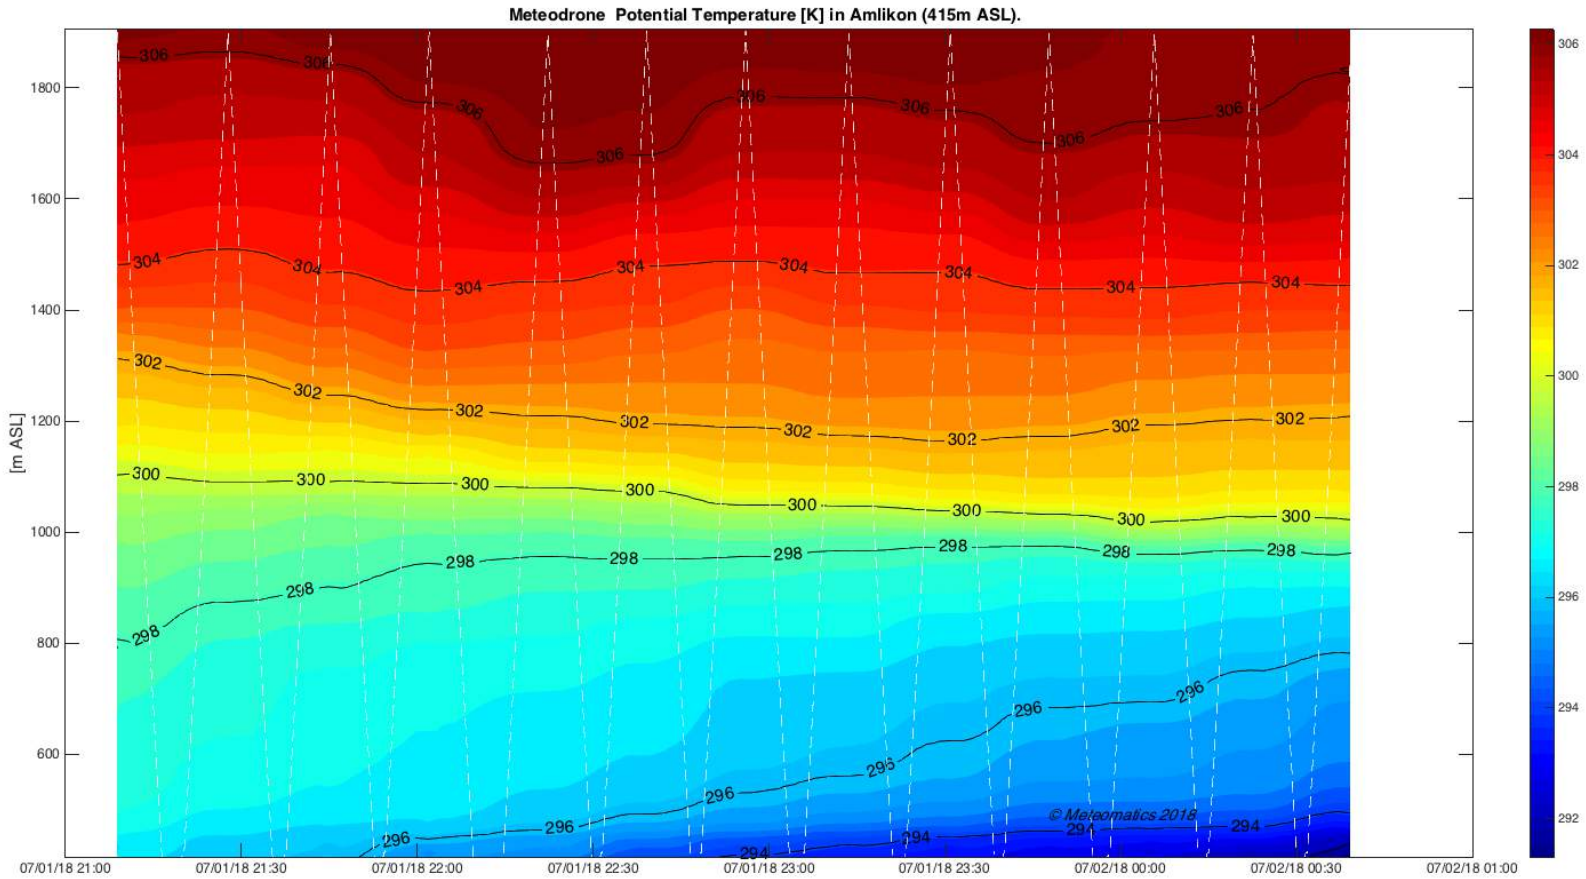 Meteodrone Potential Temperature [K] in Amlikon (415m ASL).
[m ASL]
1800
1600
1400
1200
1000
800
600
306 306 306 306 306 306 306 306
304 304 304 304 304 304 304 304
302 302 302 302 302 302 302 302
300 300 300 300 300 300 300 300
298 298 298 298 298 298 298 298
296 296 296 296 296 296
294 294 294 294
© Meteomatics 2018
07/01/18 21:00 07/01/18 21:30 07/01/18 22:00 07/01/18 22:30 07/01/18 23:00 07/01/18 23:30 07/02/18 00:00 07/02/18 00:30 07/02/18 01:00
306
304
302
300
298
296
294
292